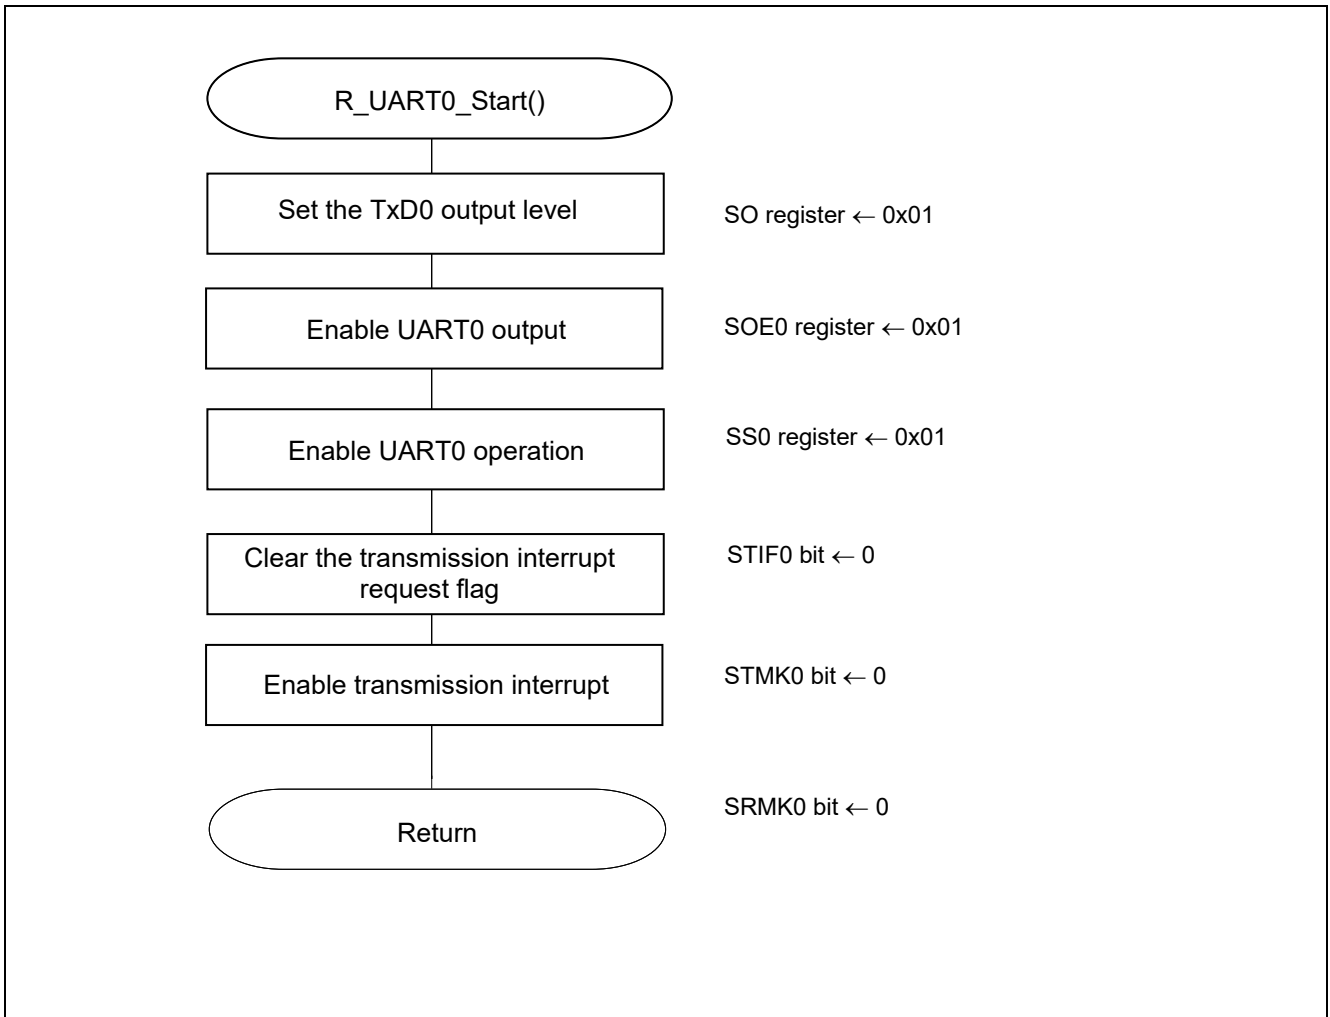 R_UART0_Start()
Set the TxD0 output level
SO register ← 0x01
Enable UART0 output
SOE0 register ← 0x01
Enable UART0 operation
SS0 register ← 0x01
Clear the transmission interrupt
request flag
STIF0 bit ← 0
Enable transmission interrupt
STMK0 bit ← 0
Return
SRMK0 bit ← 0